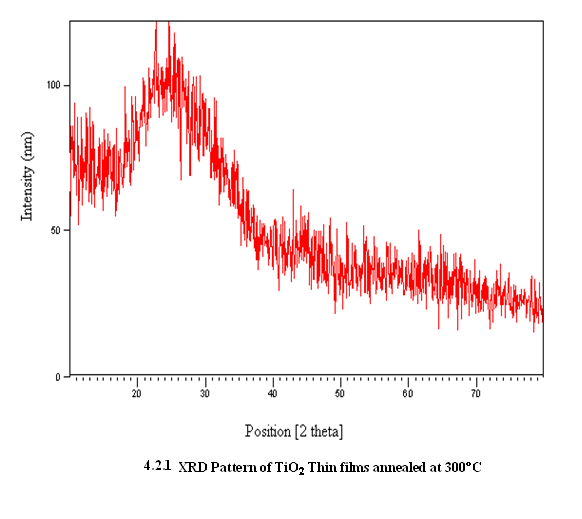 100
50
0
Intensity (nm)
20 30 40 50 60 70
Position [2 theta]
4.2.1 XRD Pattern of TiO₂ Thin films annealed at 300°C